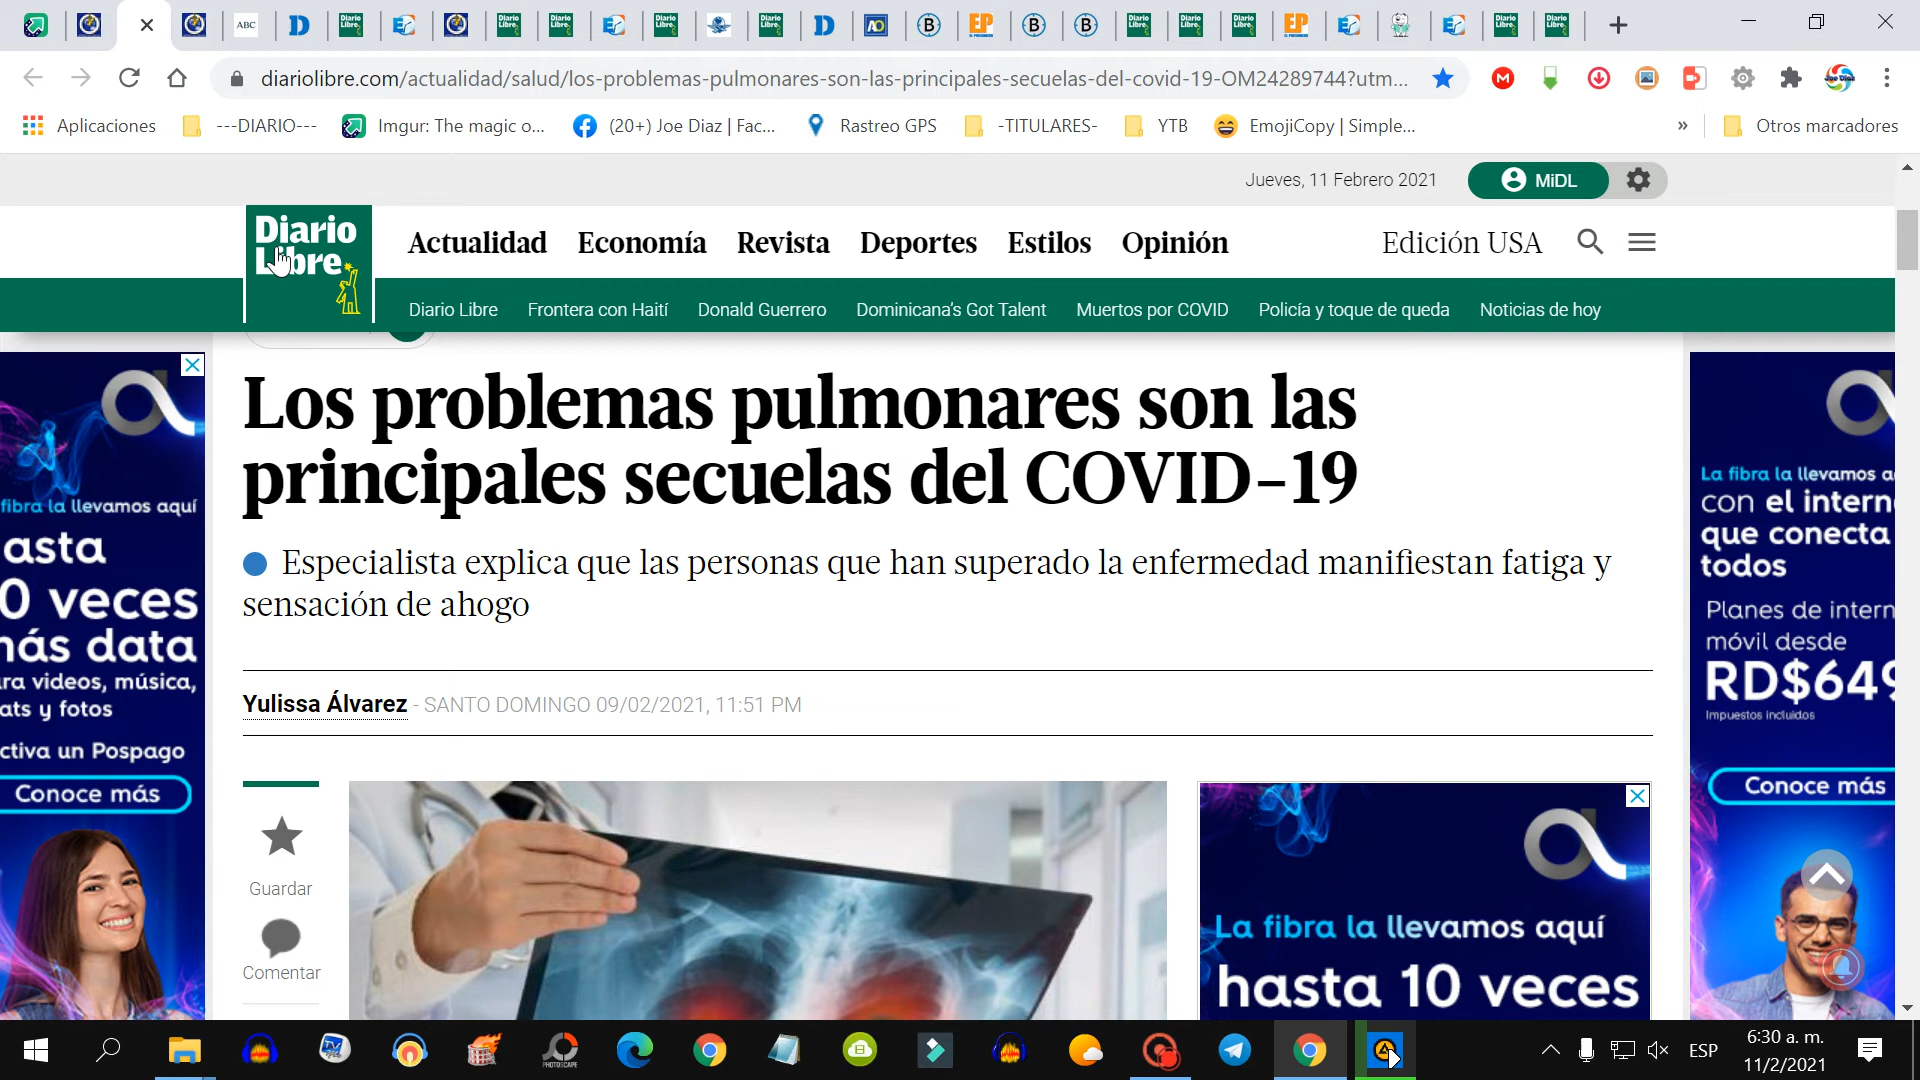 diariolibre.com/actualidad/salud/los-problemas-pulmonares-son-las-principales-secuelas-del-covid-19-OM24289744?utm...
Aplicaciones ---DIARIO--- Imgur: The magic o... (20+) Joe Diaz | Fac... Rastreo GPS -TITULARES- YTB EmojiCopy | Simple... » Otros marcadores
Jueves, 11 Febrero 2021 MiDL
Diario Libre
Actualidad Economía Revista Deportes Estilos Opinión Edición USA
Diario Libre Frontera con Haití Donald Guerrero Dominicana's Got Talent Muertos por COVID Policía y toque de queda Noticias de hoy
Los problemas pulmonares son las
principales secuelas del COVID-19
Especialista explica que las personas que han superado la enfermedad manifiestan fatiga y
sensación de ahogo
Yulissa Álvarez - SANTO DOMINGO 09/02/2021, 11:51 PM
Guardar
Comentar
fibra la llevamos aquí
asta
0 veces
más data
ra videos, música,
ats y fotos
ctiva un Pospago
Conoce más
La fibra la llevamos aquí
hasta 10 veces
La fibra la llevamos a
con el intern
que conecta
todos
Planes de intern
móvil desde
RD$649
Impuestos incluidos
Conoce más
ESP
6:30 a. m.
11/2/2021